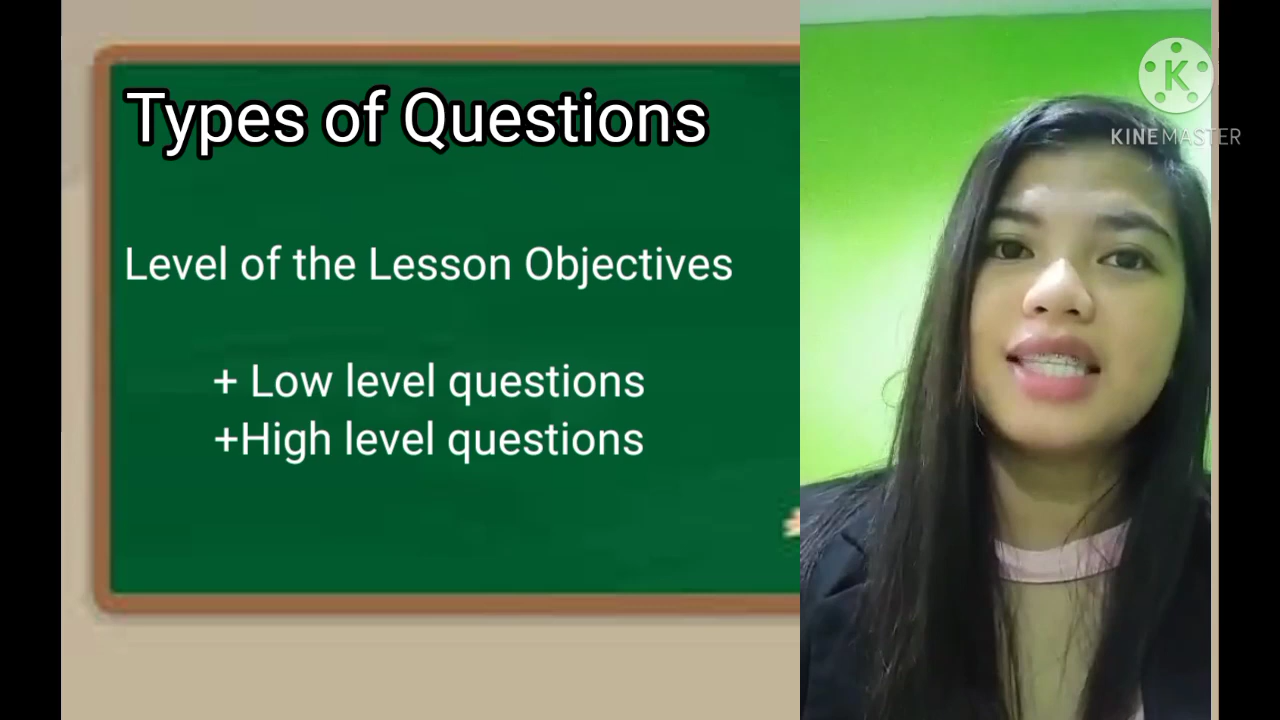 Types of Questions
Level of the Lesson Objectives
+ Low level questions
+High level questions
K
KINEMASTER